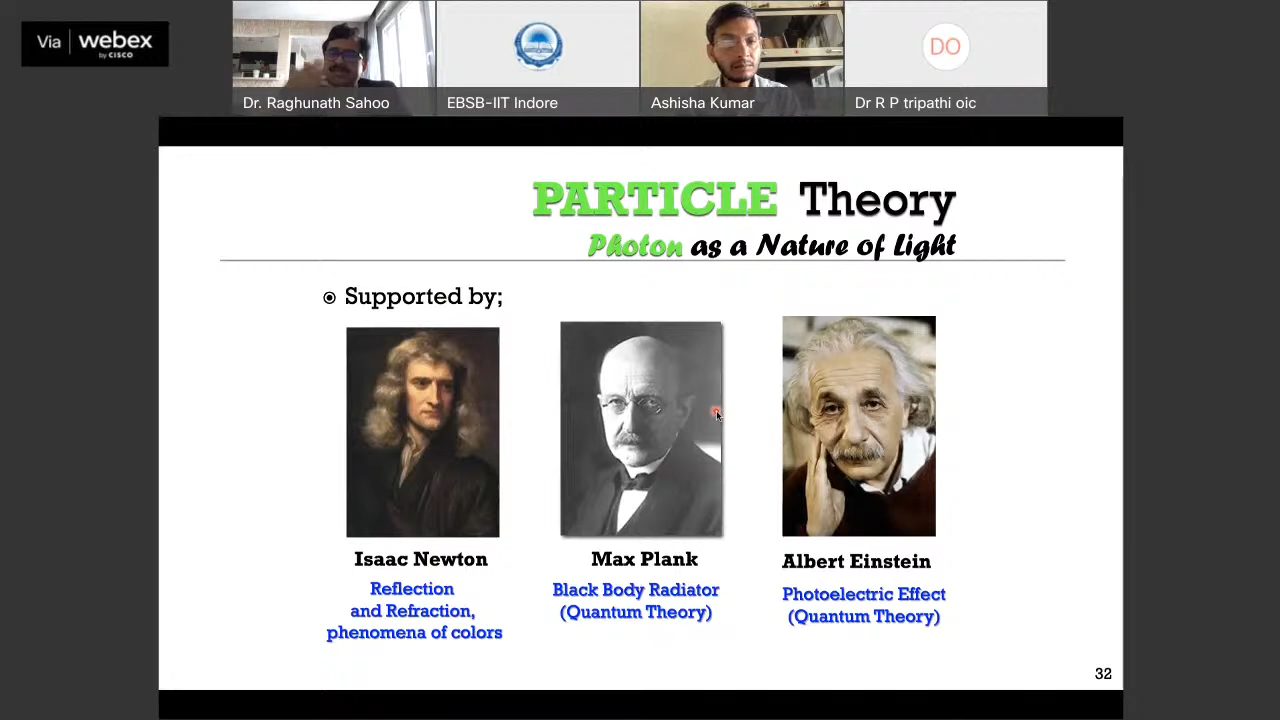 Via webex
by CISCO
Dr. Raghunath Sahoo
EBSB-IIT Indore
Ashisha Kumar
DO
Dr R P tripathi oic
PARTICLE Theory
Photon as a Nature of Light
Supported by;
Isaac Newton
Reflection
and Refraction,
phenomena of colors
Max Plank
Black Body Radiator
(Quantum Theory)
Albert Einstein
Photoelectric Effect
(Quantum Theory)
32